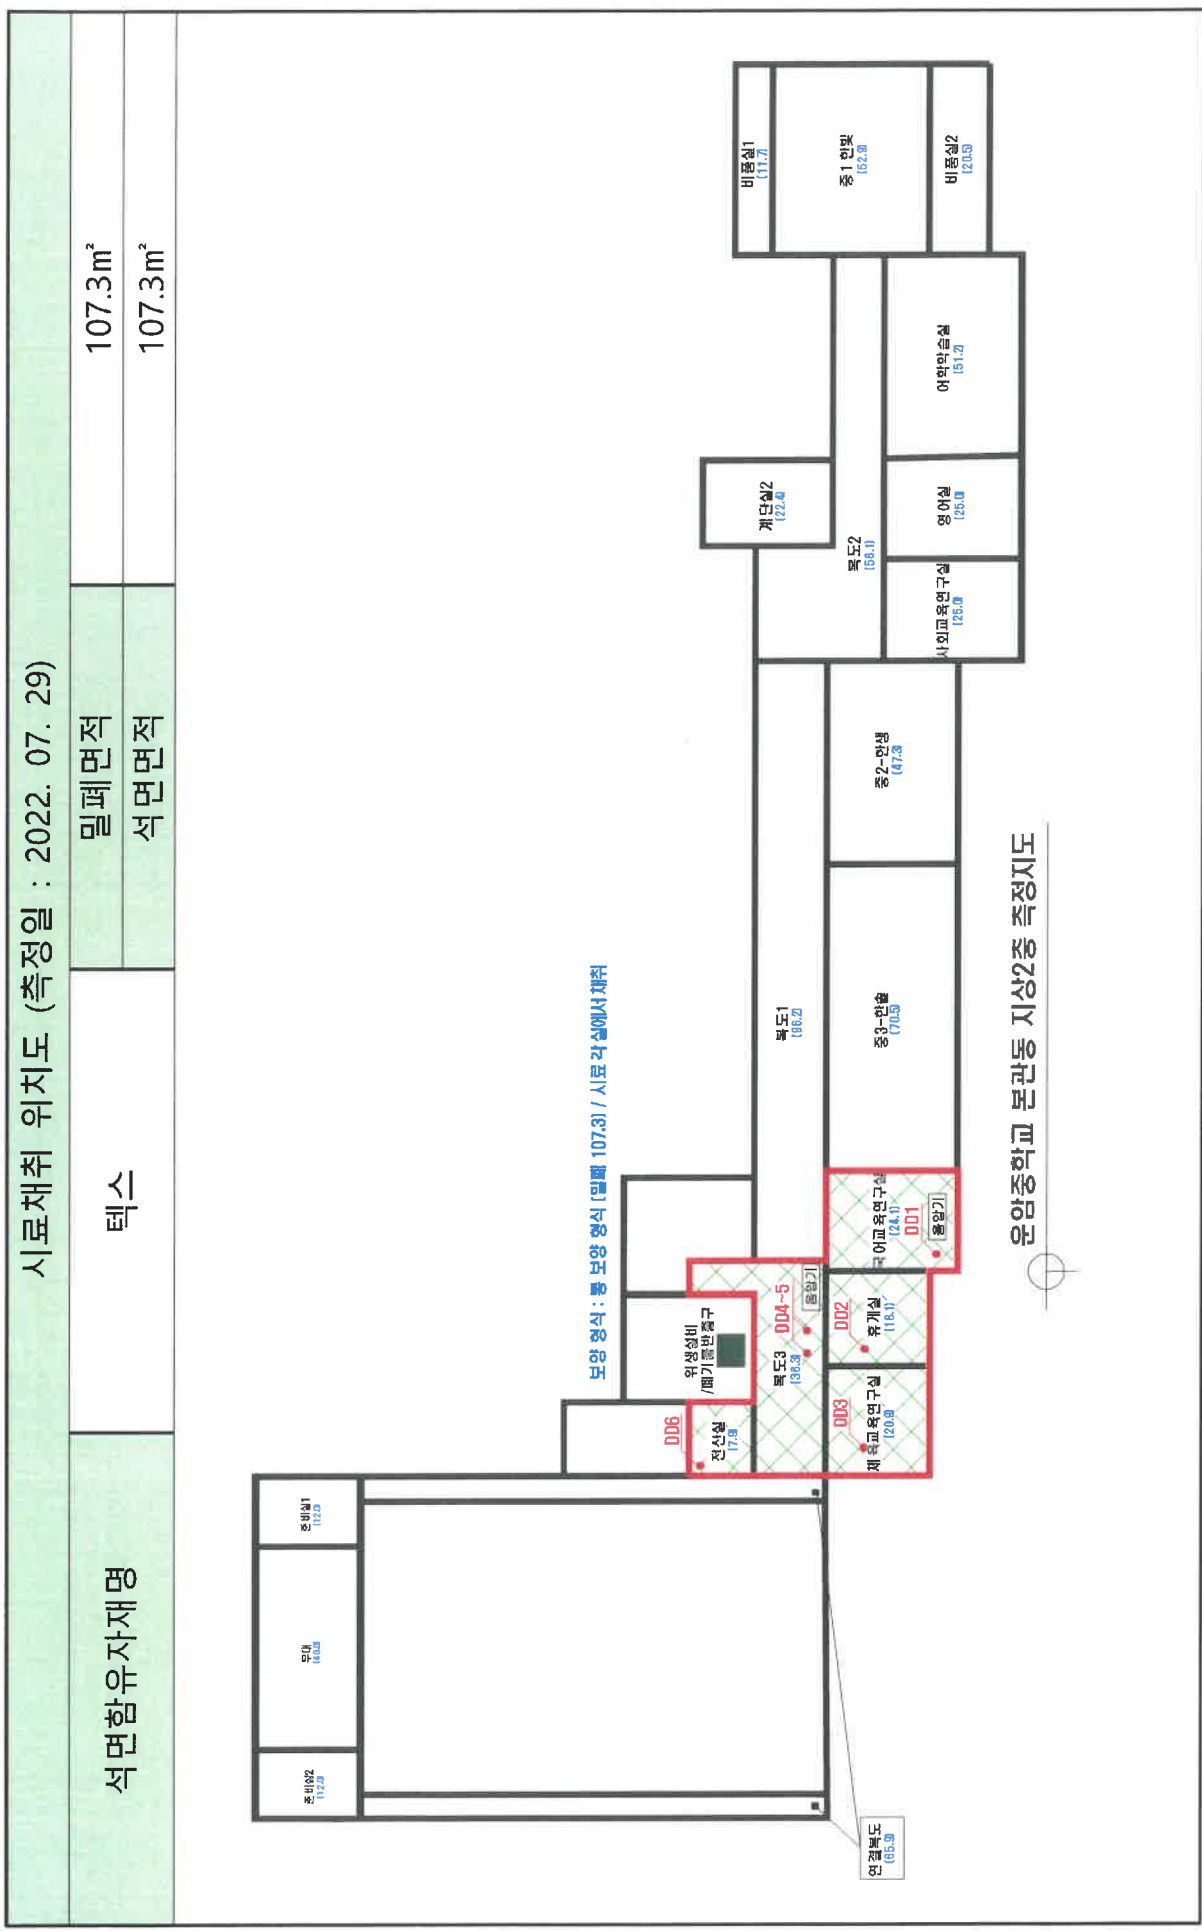 시료채취 위치도 (측정일 : 2022. 07. 29)
석면함유자재명
텍스
밀폐면적
107.3m²
석면면적
107.3m²
준비실2
(12.0)
무대
(40.0)
준비실1
(12.0)
연결복도
(65.9)
보양 형식 : 통 보양 형식 [밀폐 107.3] / 시료 각 실에서 채취
DD6
전산실
(7.9)
위생설비
/폐기물반출구
복도3
(36.3)
DD4~5
음압기
DD3
체육교육연구실
(20.9)
DD2
휴게실
(18.1)
국어교육연구실
(24.1)
DD1
음압기
복도1
(96.2)
중3-한솔
(70.5)
중2-한샘
(47.3)
계단실2
(22.4)
복도2
(58.1)
사회교육연구실
(25.0)
영어실
(25.0)
어학학습실
(51.2)
비품실1
(11.7)
중1 한빛
(52.9)
비품실2
(20.5)
운암중학교 본관동 지상2층 측정지도